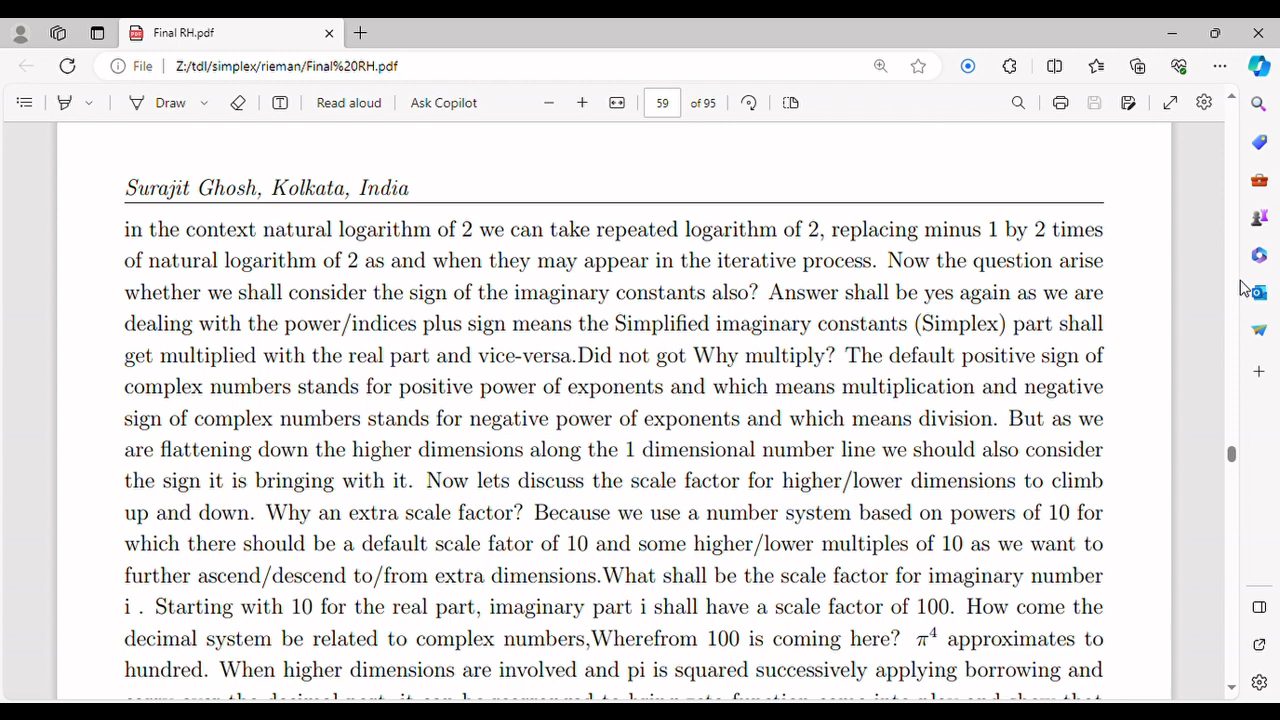 Final RH.pdf
File Z:/tdl/simplex/rieman/Final%20RH.pdf
Draw Read aloud Ask Copilot 59 of 95
Surajit Ghosh, Kolkata, India
in the context natural logarithm of 2 we can take repeated logarithm of 2, replacing minus 1 by 2 times
of natural logarithm of 2 as and when they may appear in the iterative process. Now the question arise
whether we shall consider the sign of the imaginary constants also? Answer shall be yes again as we are
dealing with the power/indices plus sign means the Simplified imaginary constants (Simplex) part shall
get multiplied with the real part and vice-versa.Did not got Why multiply? The default positive sign of
complex numbers stands for positive power of exponents and which means multiplication and negative
sign of complex numbers stands for negative power of exponents and which means division. But as we
are flattening down the higher dimensions along the 1 dimensional number line we should also consider
the sign it is bringing with it. Now lets discuss the scale factor for higher/lower dimensions to climb
up and down. Why an extra scale factor? Because we use a number system based on powers of 10 for
which there should be a default scale fator of 10 and some higher/lower multiples of 10 as we want to
further ascend/descend to/from extra dimensions.What shall be the scale factor for imaginary number
i . Starting with 10 for the real part, imaginary part i shall have a scale factor of 100. How come the
decimal system be related to complex numbers,Wherefrom 100 is coming here? π⁴ approximates to
hundred. When higher dimensions are involved and pi is squared successively applying borrowing and